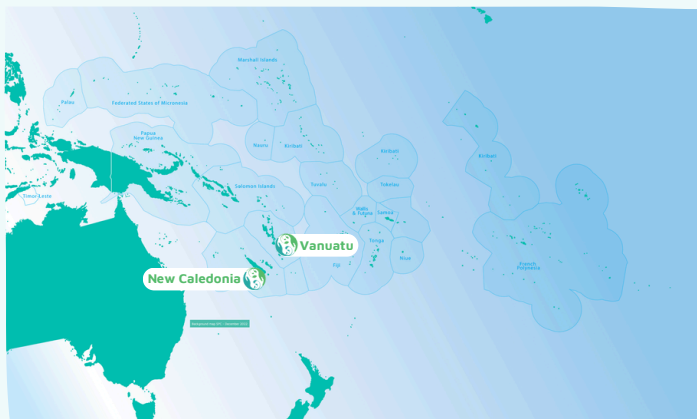 Marshall Islands
Palau
Federated States of Micronesia
Papua
New Guinea
Nauru
Kiribati
Kiribati
Kiribati
Solomon Islands
Tuvalu
Tokelau
Timor-Leste
Wallis
& Futuna
Samoa
Vanuatu
Tonga
Niue
Fiji
French
Polynesia
New Caledonia